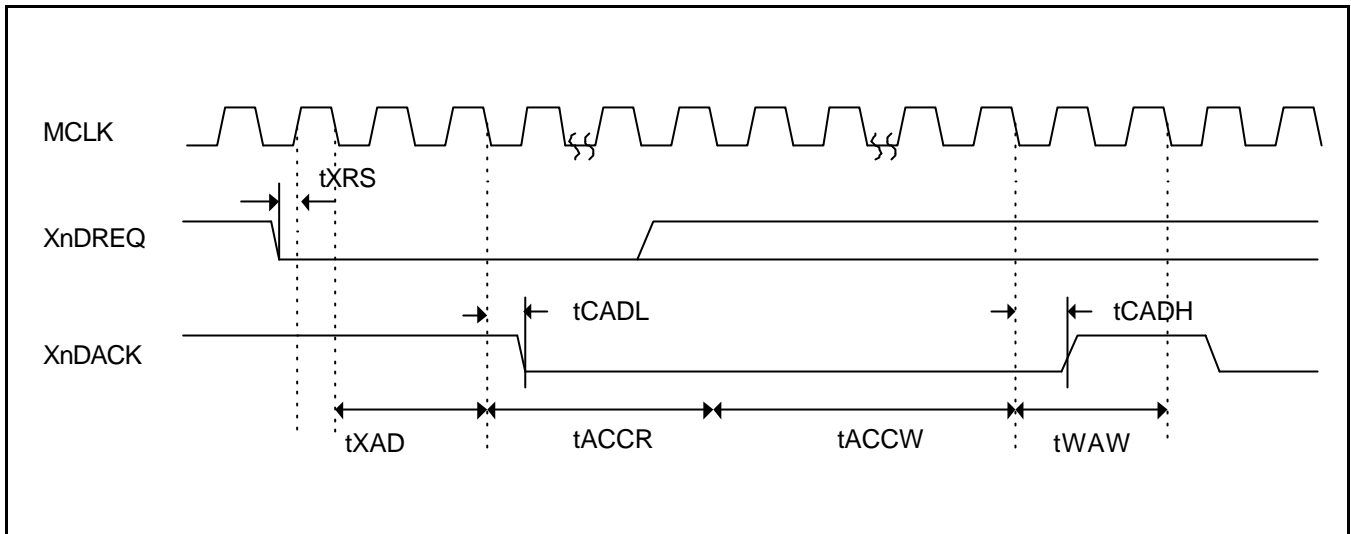 MCLK
tXRS
XnDREQ
tCADL
tCADH
XnDACK
tXAD
tACCR
tACCW
tWAW